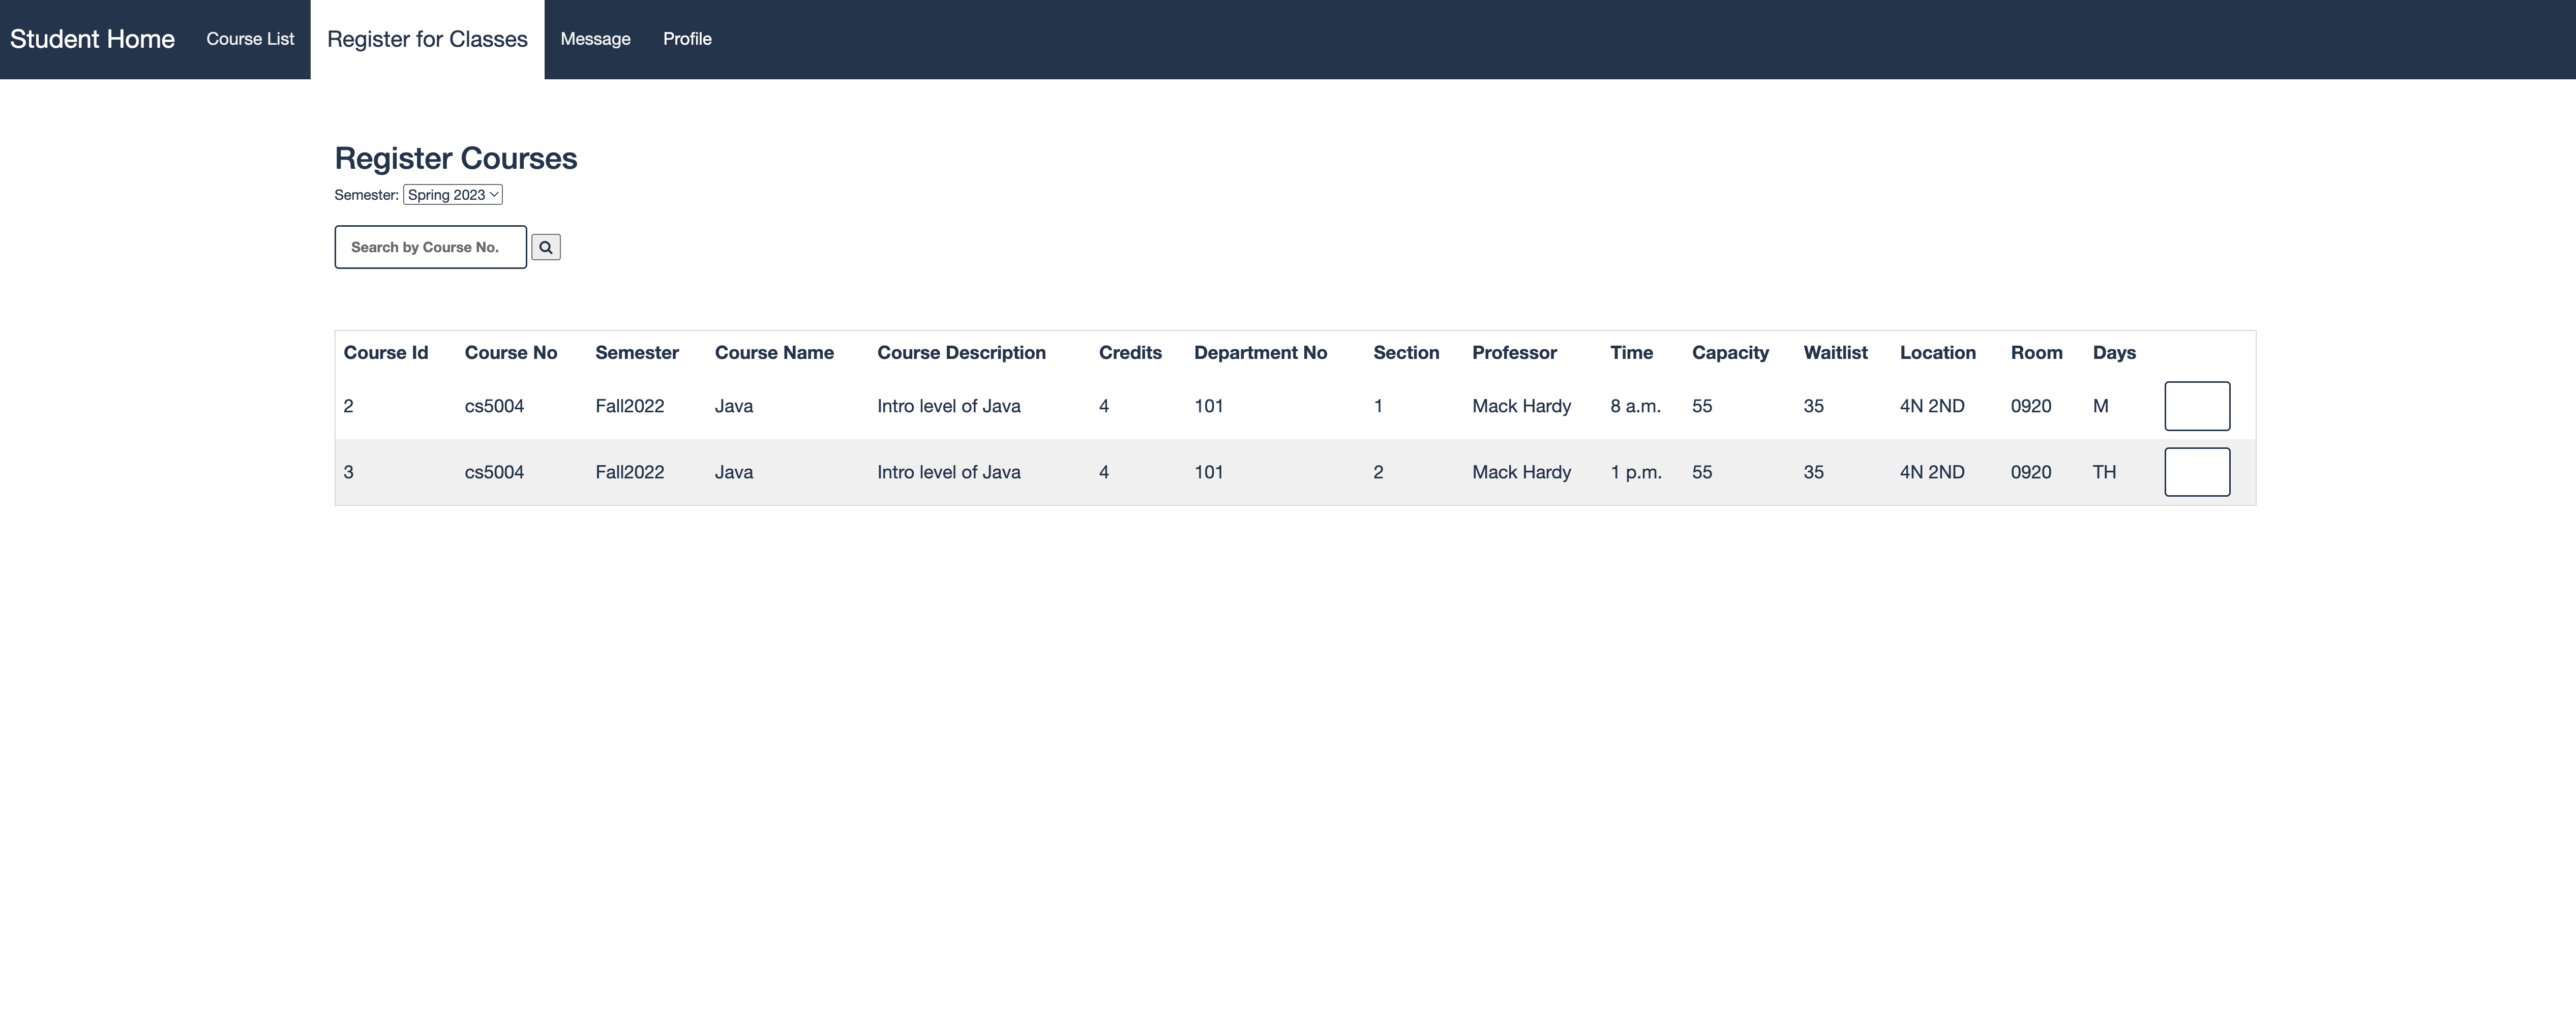 Student Home Course List Register for Classes Message Profile
Register Courses
Semester: Spring 2023
Search by Course No.
Course Id Course No Semester Course Name Course Description Credits Department No Section Professor Time Capacity Waitlist Location Room Days
2 cs5004 Fall2022 Java Intro level of Java 4 101 1 Mack Hardy 8 a.m. 55 35 4N 2ND 0920 M
3 cs5004 Fall2022 Java Intro level of Java 4 101 2 Mack Hardy 1 p.m. 55 35 4N 2ND 0920 TH